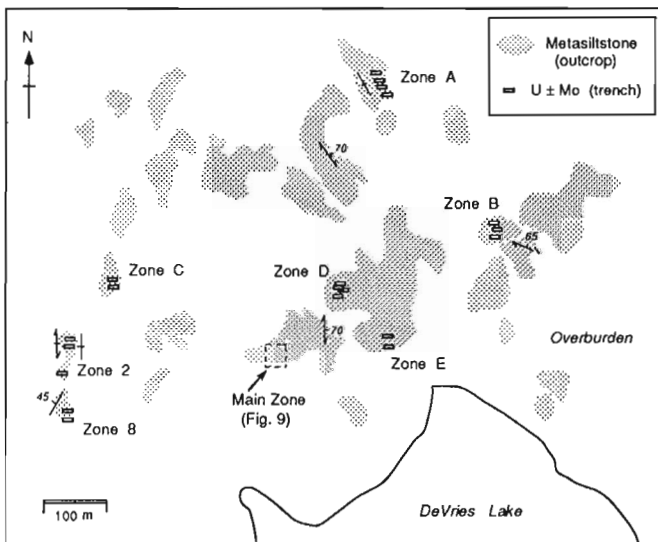 N
Metasiltstone
(outcrop)
U ± Mo (trench)
Zone A
70
Zone B
65
Zone C
Zone D
Overburden
70
Zone 2
Zone E
45
Main Zone
(Fig. 9)
Zone 8
100 m
DeVries Lake